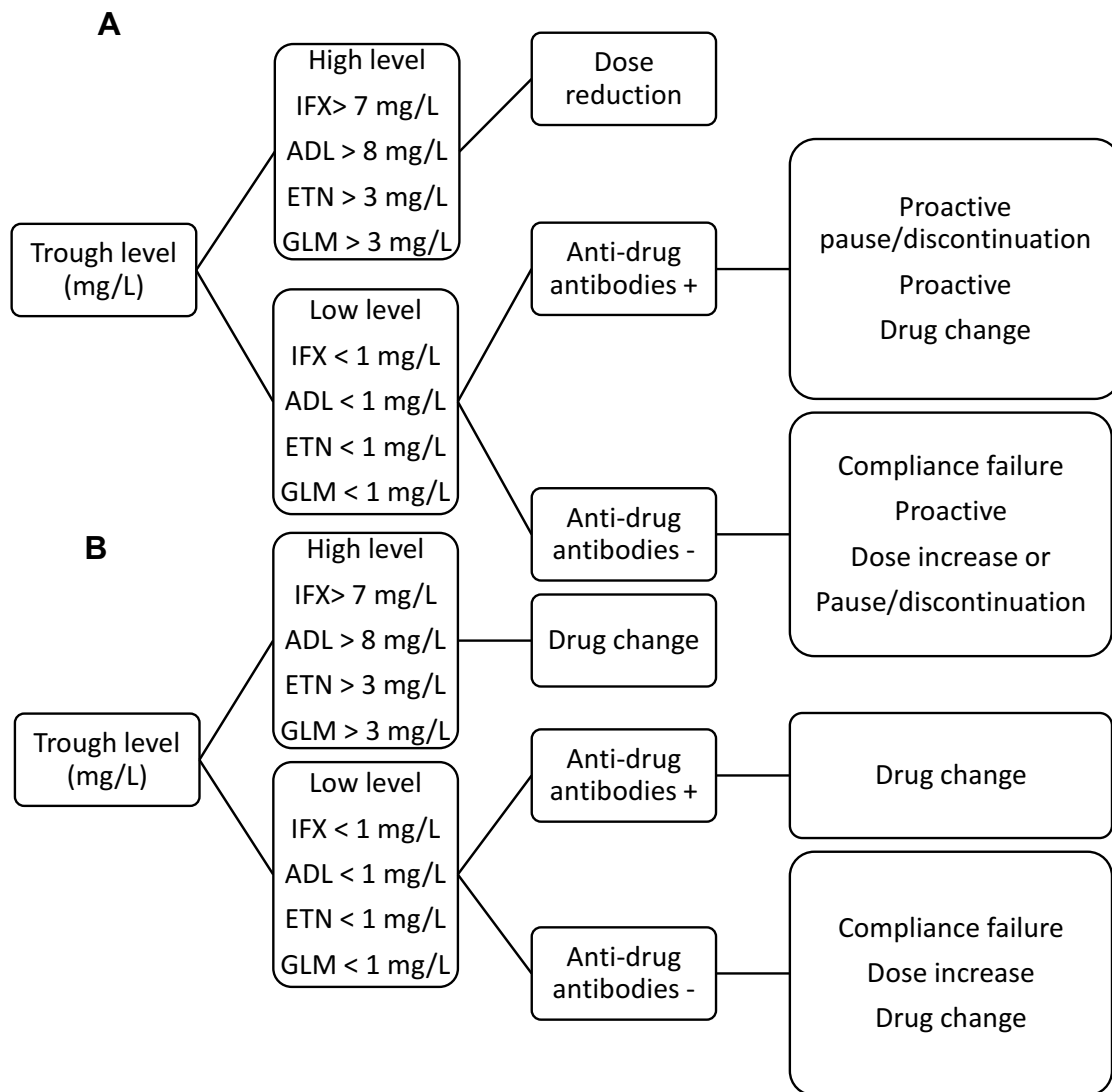 A
Trough level
(mg/L)
High level
IFX> 7 mg/L
ADL > 8 mg/L
ETN > 3 mg/L
GLM > 3 mg/L
Dose
reduction
Low level
IFX < 1 mg/L
ADL < 1 mg/L
ETN < 1 mg/L
GLM < 1 mg/L
Anti-drug
antibodies +
Proactive
pause/discontinuation
Proactive
Drug change
Anti-drug
antibodies -
Compliance failure
Proactive
Dose increase or
Pause/discontinuation
B
Trough level
(mg/L)
High level
IFX> 7 mg/L
ADL > 8 mg/L
ETN > 3 mg/L
GLM > 3 mg/L
Drug change
Low level
IFX < 1 mg/L
ADL < 1 mg/L
ETN < 1 mg/L
GLM < 1 mg/L
Anti-drug
antibodies +
Drug change
Anti-drug
antibodies -
Compliance failure
Dose increase
Drug change